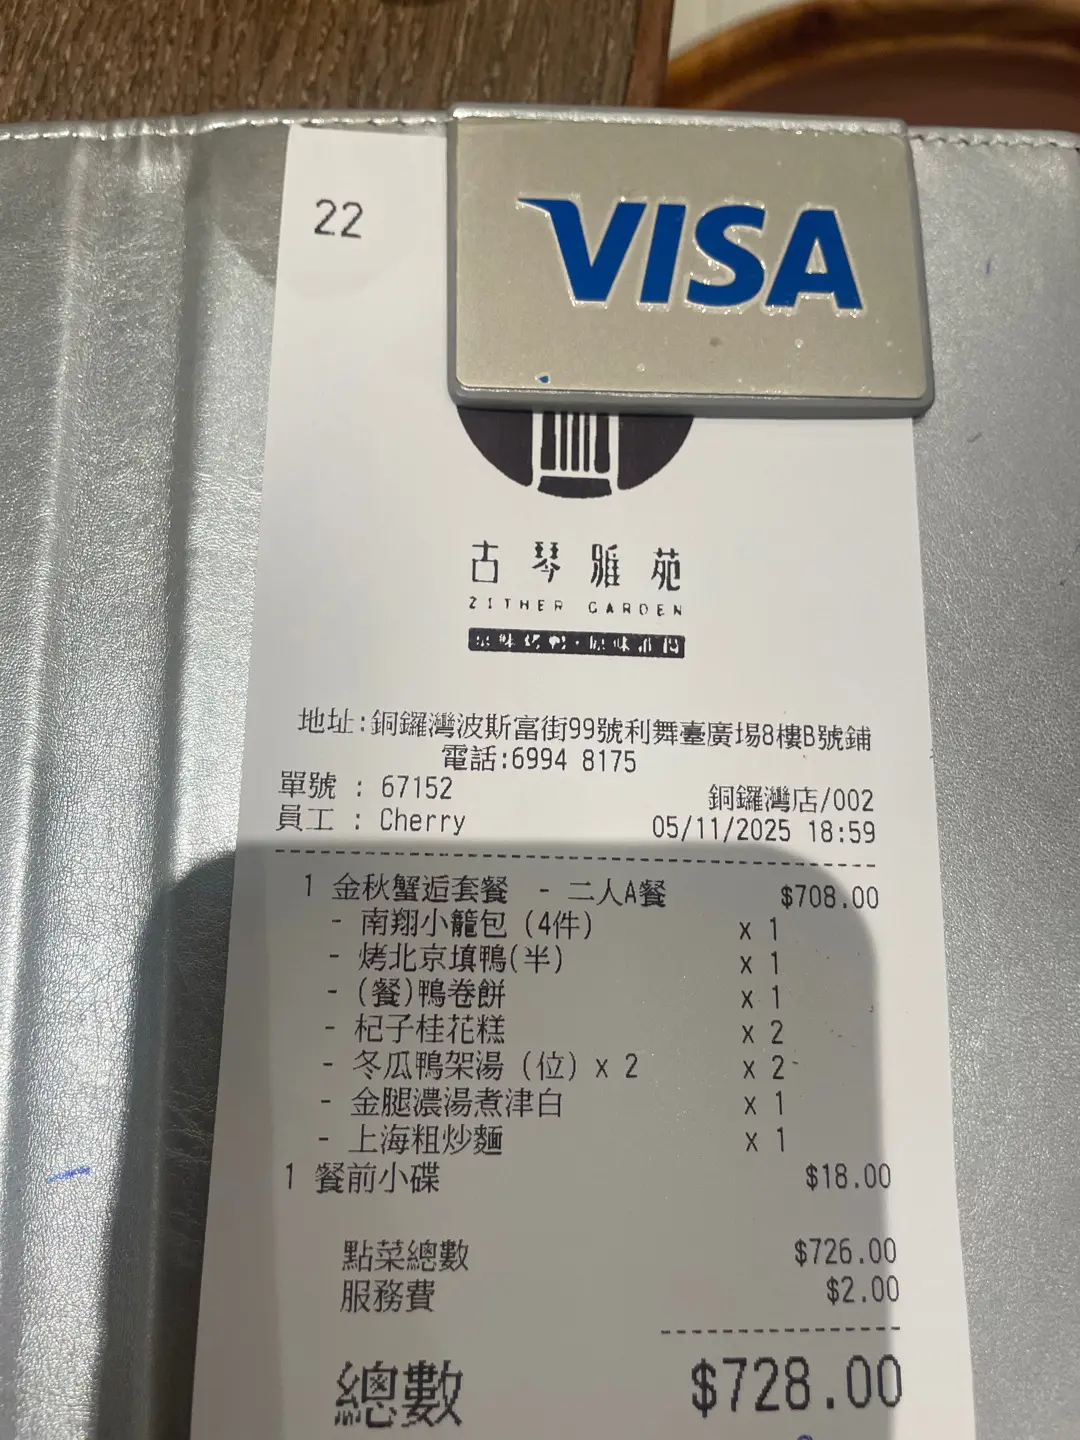 22
VISA
古琴雅苑
ZITHER GARDEN
地址:銅鑼灣波斯富街99號利舞臺廣場8樓B號鋪
電話:6994 8175
單號 : 67152
銅鑼灣店/002
員工 : Cherry
05/11/2025 18:59
1 金秋蟹逅套餐 - 二人A餐 $708.00
- 南翔小籠包 (4件) x 1
- 烤北京填鴨(半) x 1
- (餐)鴨卷餅 x 1
- 杞子桂花糕 x 2
- 冬瓜鴨架湯 (位) x 2 x 2
- 金腿濃湯煮津白 x 1
- 上海粗炒麵 x 1
1 餐前小碟 $18.00
點菜總數 $726.00
服務費 $2.00
總數 $728.00